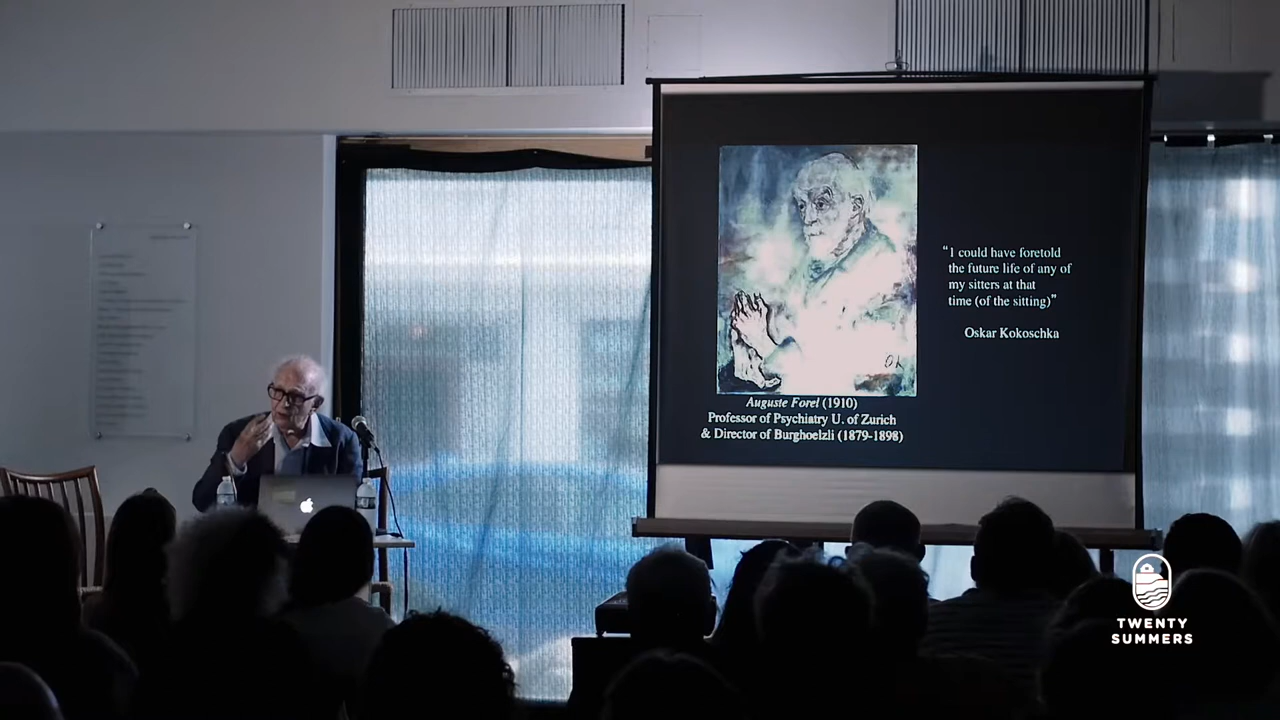 "I could have foretold
the future life of any of
my sitters at that
time (of the sitting)"
Oskar Kokoschka
OK
Auguste Forel (1910)
Professor of Psychiatry U. of Zurich
& Director of Burghoelzli (1879-1898)
TWENTY
SUMMERS